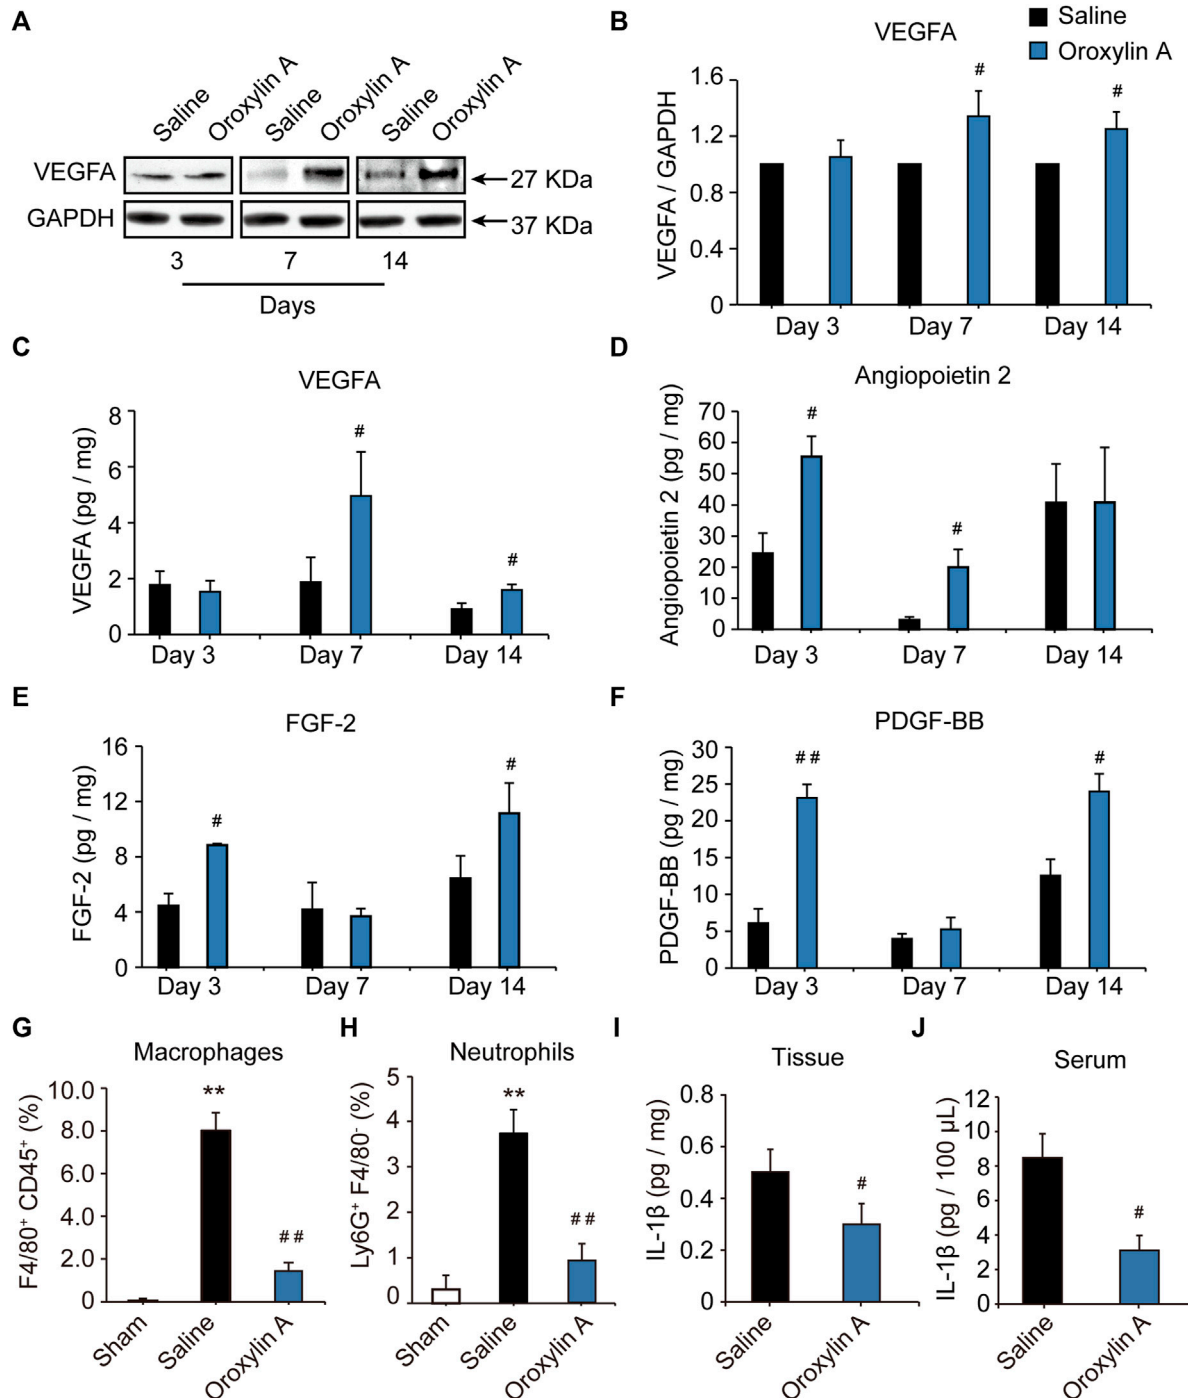 A
Saline
Oroxylin A
Saline
Oroxylin A
Saline
Oroxylin A
VEGFA
27 KDa
GAPDH
37 KDa
3
7
14
Days
B
VEGFA
Saline
Oroxylin A
VEGFA / GAPDH
1.6
1.2
0.8
0.4
0
#
#
Day 3
Day 7
Day 14
C
VEGFA
VEGFA (pg / mg)
8
6
4
2
0
#
#
Day 3
Day 7
Day 14
D
Angiopoietin 2
Angiopoietin 2 (pg / mg)
70
60
50
40
30
20
10
0
#
#
Day 3
Day 7
Day 14
E
FGF-2
FGF-2 (pg / mg)
16
12
8
4
0
#
#
Day 3
Day 7
Day 14
F
PDGF-BB
PDGF-BB (pg / mg)
30
25
20
15
10
5
0
##
#
Day 3
Day 7
Day 14
G
Macrophages
F4/80⁺ CD45⁺ (%)
10.0
8.0
6.0
4.0
2.0
0
**
##
Sham
Saline
Oroxylin A
H
Neutrophils
Ly6G⁺ F4/80⁻ (%)
5
4
3
2
1
0
**
##
Sham
Saline
Oroxylin A
I
Tissue
IL-1β (pg / mg)
0.8
0.6
0.4
0.2
0
#
Saline
Oroxylin A
J
Serum
IL-1β (pg / 100 µL)
12
10
8
6
4
2
0
#
Saline
Oroxylin A